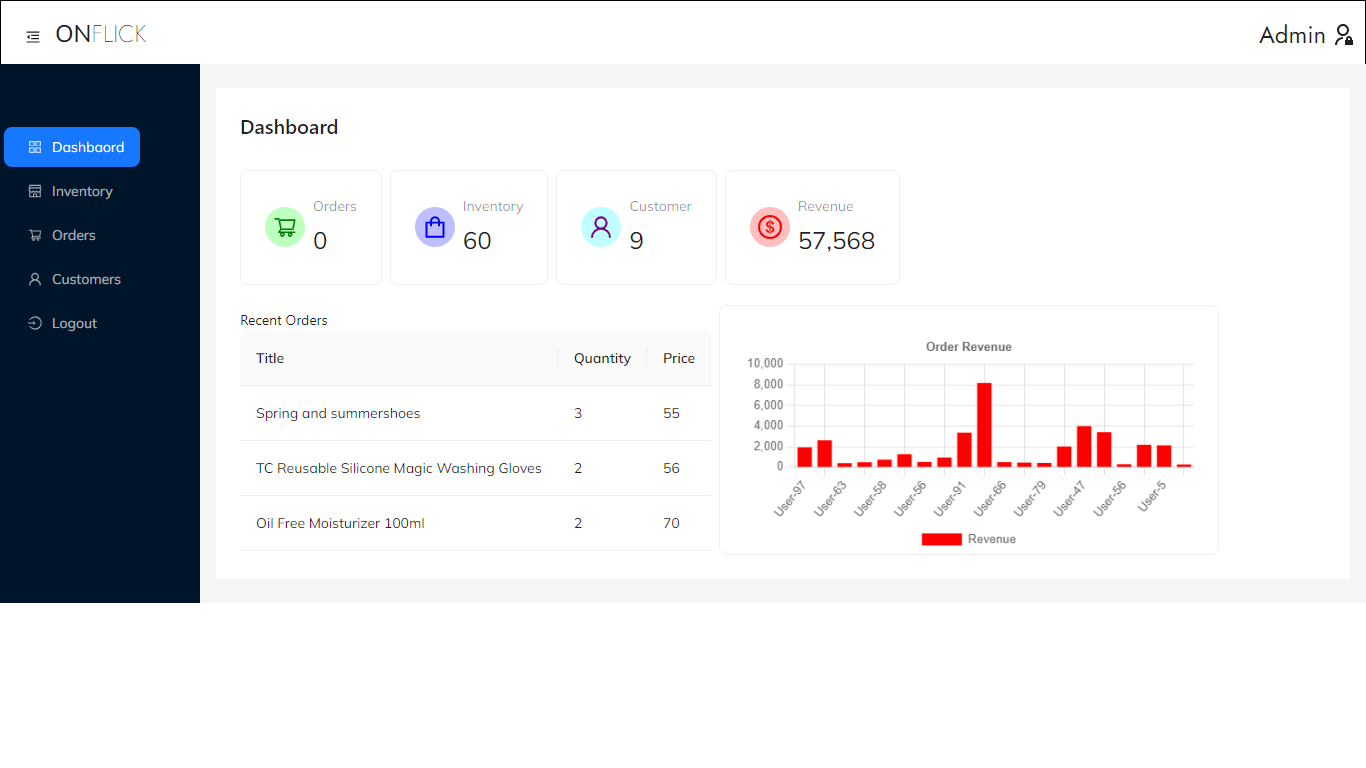 ONFLICK
Admin
Dashbaord
Inventory
Orders
Customers
Logout
Dashboard
Orders
0
Inventory
60
Customer
9
Revenue
57,568
Recent Orders
Title Quantity Price
Spring and summershoes 3 55
TC Reusable Silicone Magic Washing Gloves 2 56
Oil Free Moisturizer 100ml 2 70
Order Revenue
10,000
8,000
6,000
4,000
2,000
0
User-97 User-63 User-58 User-56 User-91 User-66 User-79 User-47 User-56 User-5
Revenue